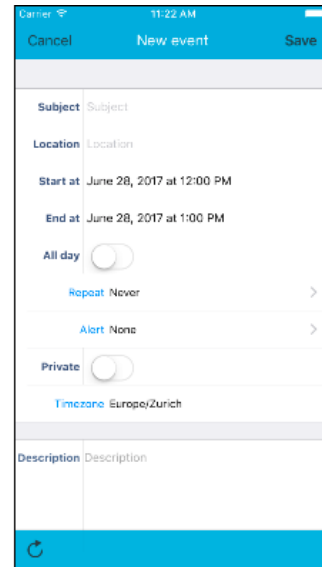 Carrier 11:22 AM
Cancel New event Save
Subject Subject
Location Location
Start at June 28, 2017 at 12:00 PM
End at June 28, 2017 at 1:00 PM
All day
Repeat Never
Alert None
Private
Timezone Europe/Zurich
Description Description